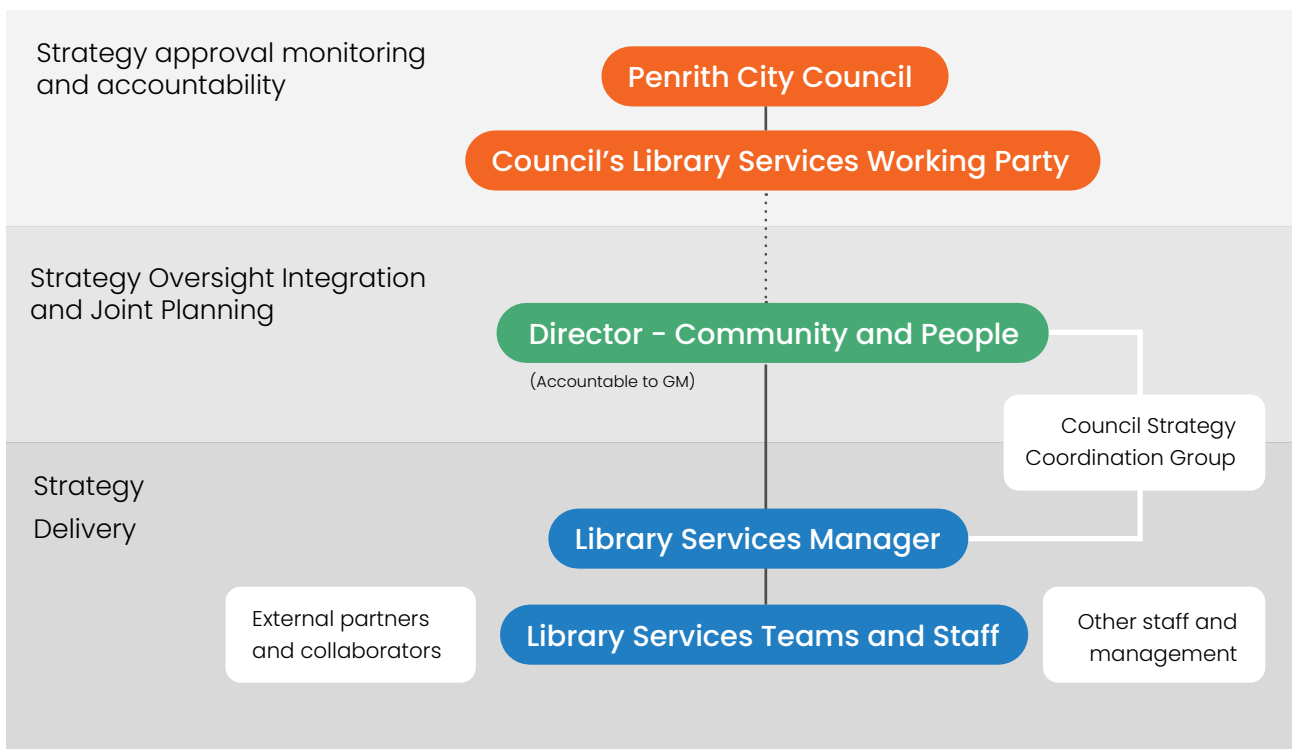 Strategy approval monitoring
and accountability
Penrith City Council
Council’s Library Services Working Party
Strategy Oversight Integration
and Joint Planning
Director - Community and People
(Accountable to GM)
Council Strategy
Coordination Group
Strategy
Delivery
Library Services Manager
External partners
and collaborators
Library Services Teams and Staff
Other staff and
management